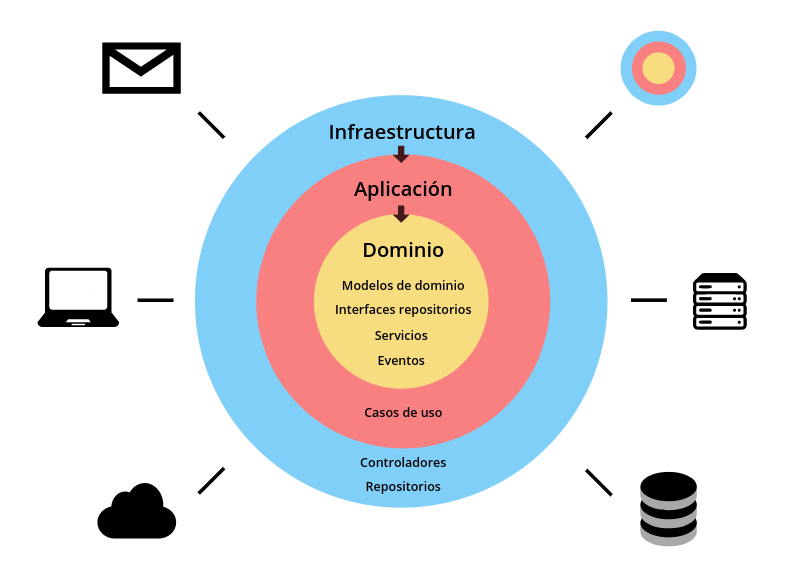 Infraestructura
Aplicación
Dominio
Modelos de dominio
Interfaces repositorios
Servicios
Eventos
Casos de uso
Controladores
Repositorios